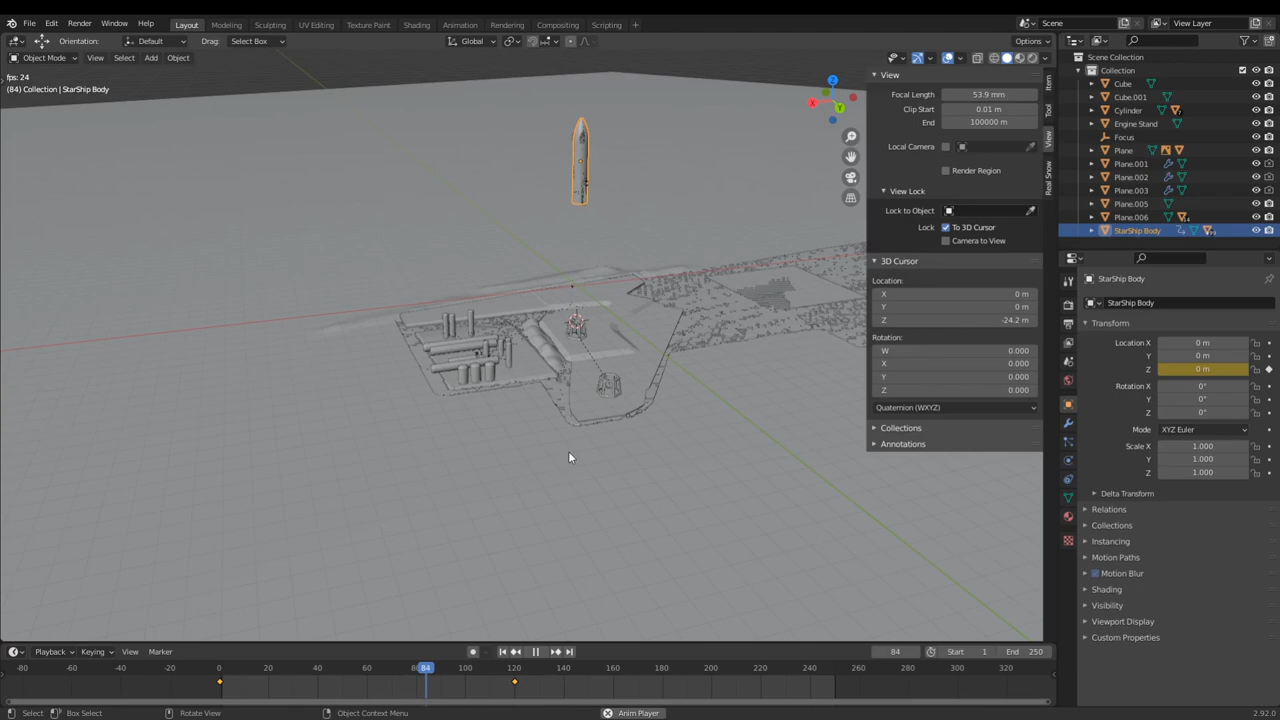 File Edit Render Window Help Layout Modeling Sculpting UV Editing Texture Paint Shading Animation Rendering Compositing Scripting Scene View Layer
Orientation: Default Drag: Select Box Global Options
Object Mode View Select Add Object
fps: 24
(84) Collection | StarShip Body
X
Y
Z
View
Focal Length 53.9 mm
Clip Start 0.01 m
End 100000 m
Local Camera
Render Region
View Lock
Lock to Object
Lock To 3D Cursor
Camera to View
3D Cursor
Location:
X 0 m
Y 0 m
Z -24.2 m
Rotation:
W 0.000
X 0.000
Y 0.000
Z 0.000
Quaternion (WXYZ)
Collections
Annotations
Item
Tool
View
Real Snow
Scene Collection
Collection
Cube
Cube.001
Cylinder
Engine Stand
Focus
Plane
Plane.001
Plane.002
Plane.003
Plane.005
Plane.006
StarShip Body
StarShip Body
StarShip Body
Transform
Location X 0 m
Y 0 m
Z 0 m
Rotation X 0°
Y 0°
Z 0°
Mode XYZ Euler
Scale X 1.000
Y 1.000
Z 1.000
Delta Transform
Relations
Collections
Instancing
Motion Paths
Motion Blur
Shading
Visibility
Viewport Display
Custom Properties
Playback Keying View Marker 84 Start 1 End 250
-80 -60 -40 -20 0 20 40 60 84 100 120 140 160 180 200 220 240 260 280 300 320
Select Box Select Rotate View Object Context Menu Anim Player 2.92.0